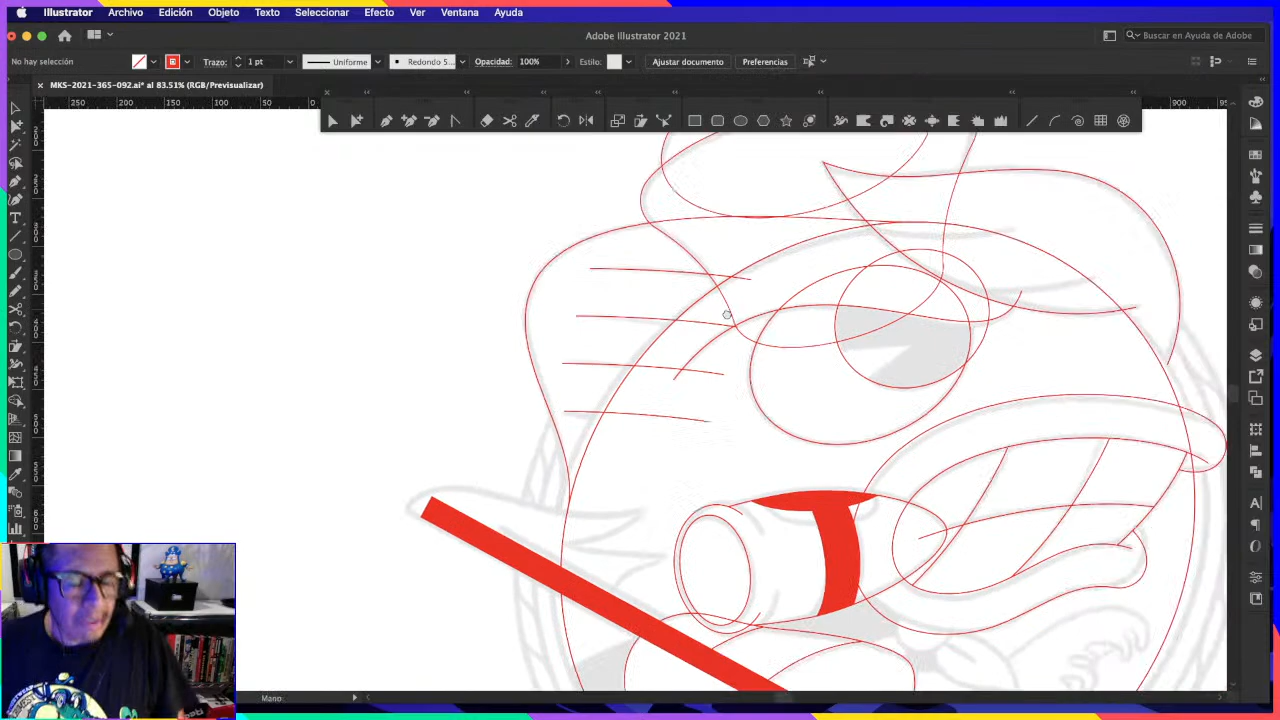 Illustrator Archivo Edición Objeto Texto Seleccionar Efecto Ver Ventana Ayuda
Adobe Illustrator 2021
Buscar en Ayuda de Adobe
No hay selección
Trazo: 1 pt
Uniforme
Redondo 5...
Opacidad: 100%
Estilo:
Ajustar documento
Preferencias
MKS-2021-365-092.ai* al 83.51% (RGB/Previsualizar)
250 200 150 100 50 0 900
Mano